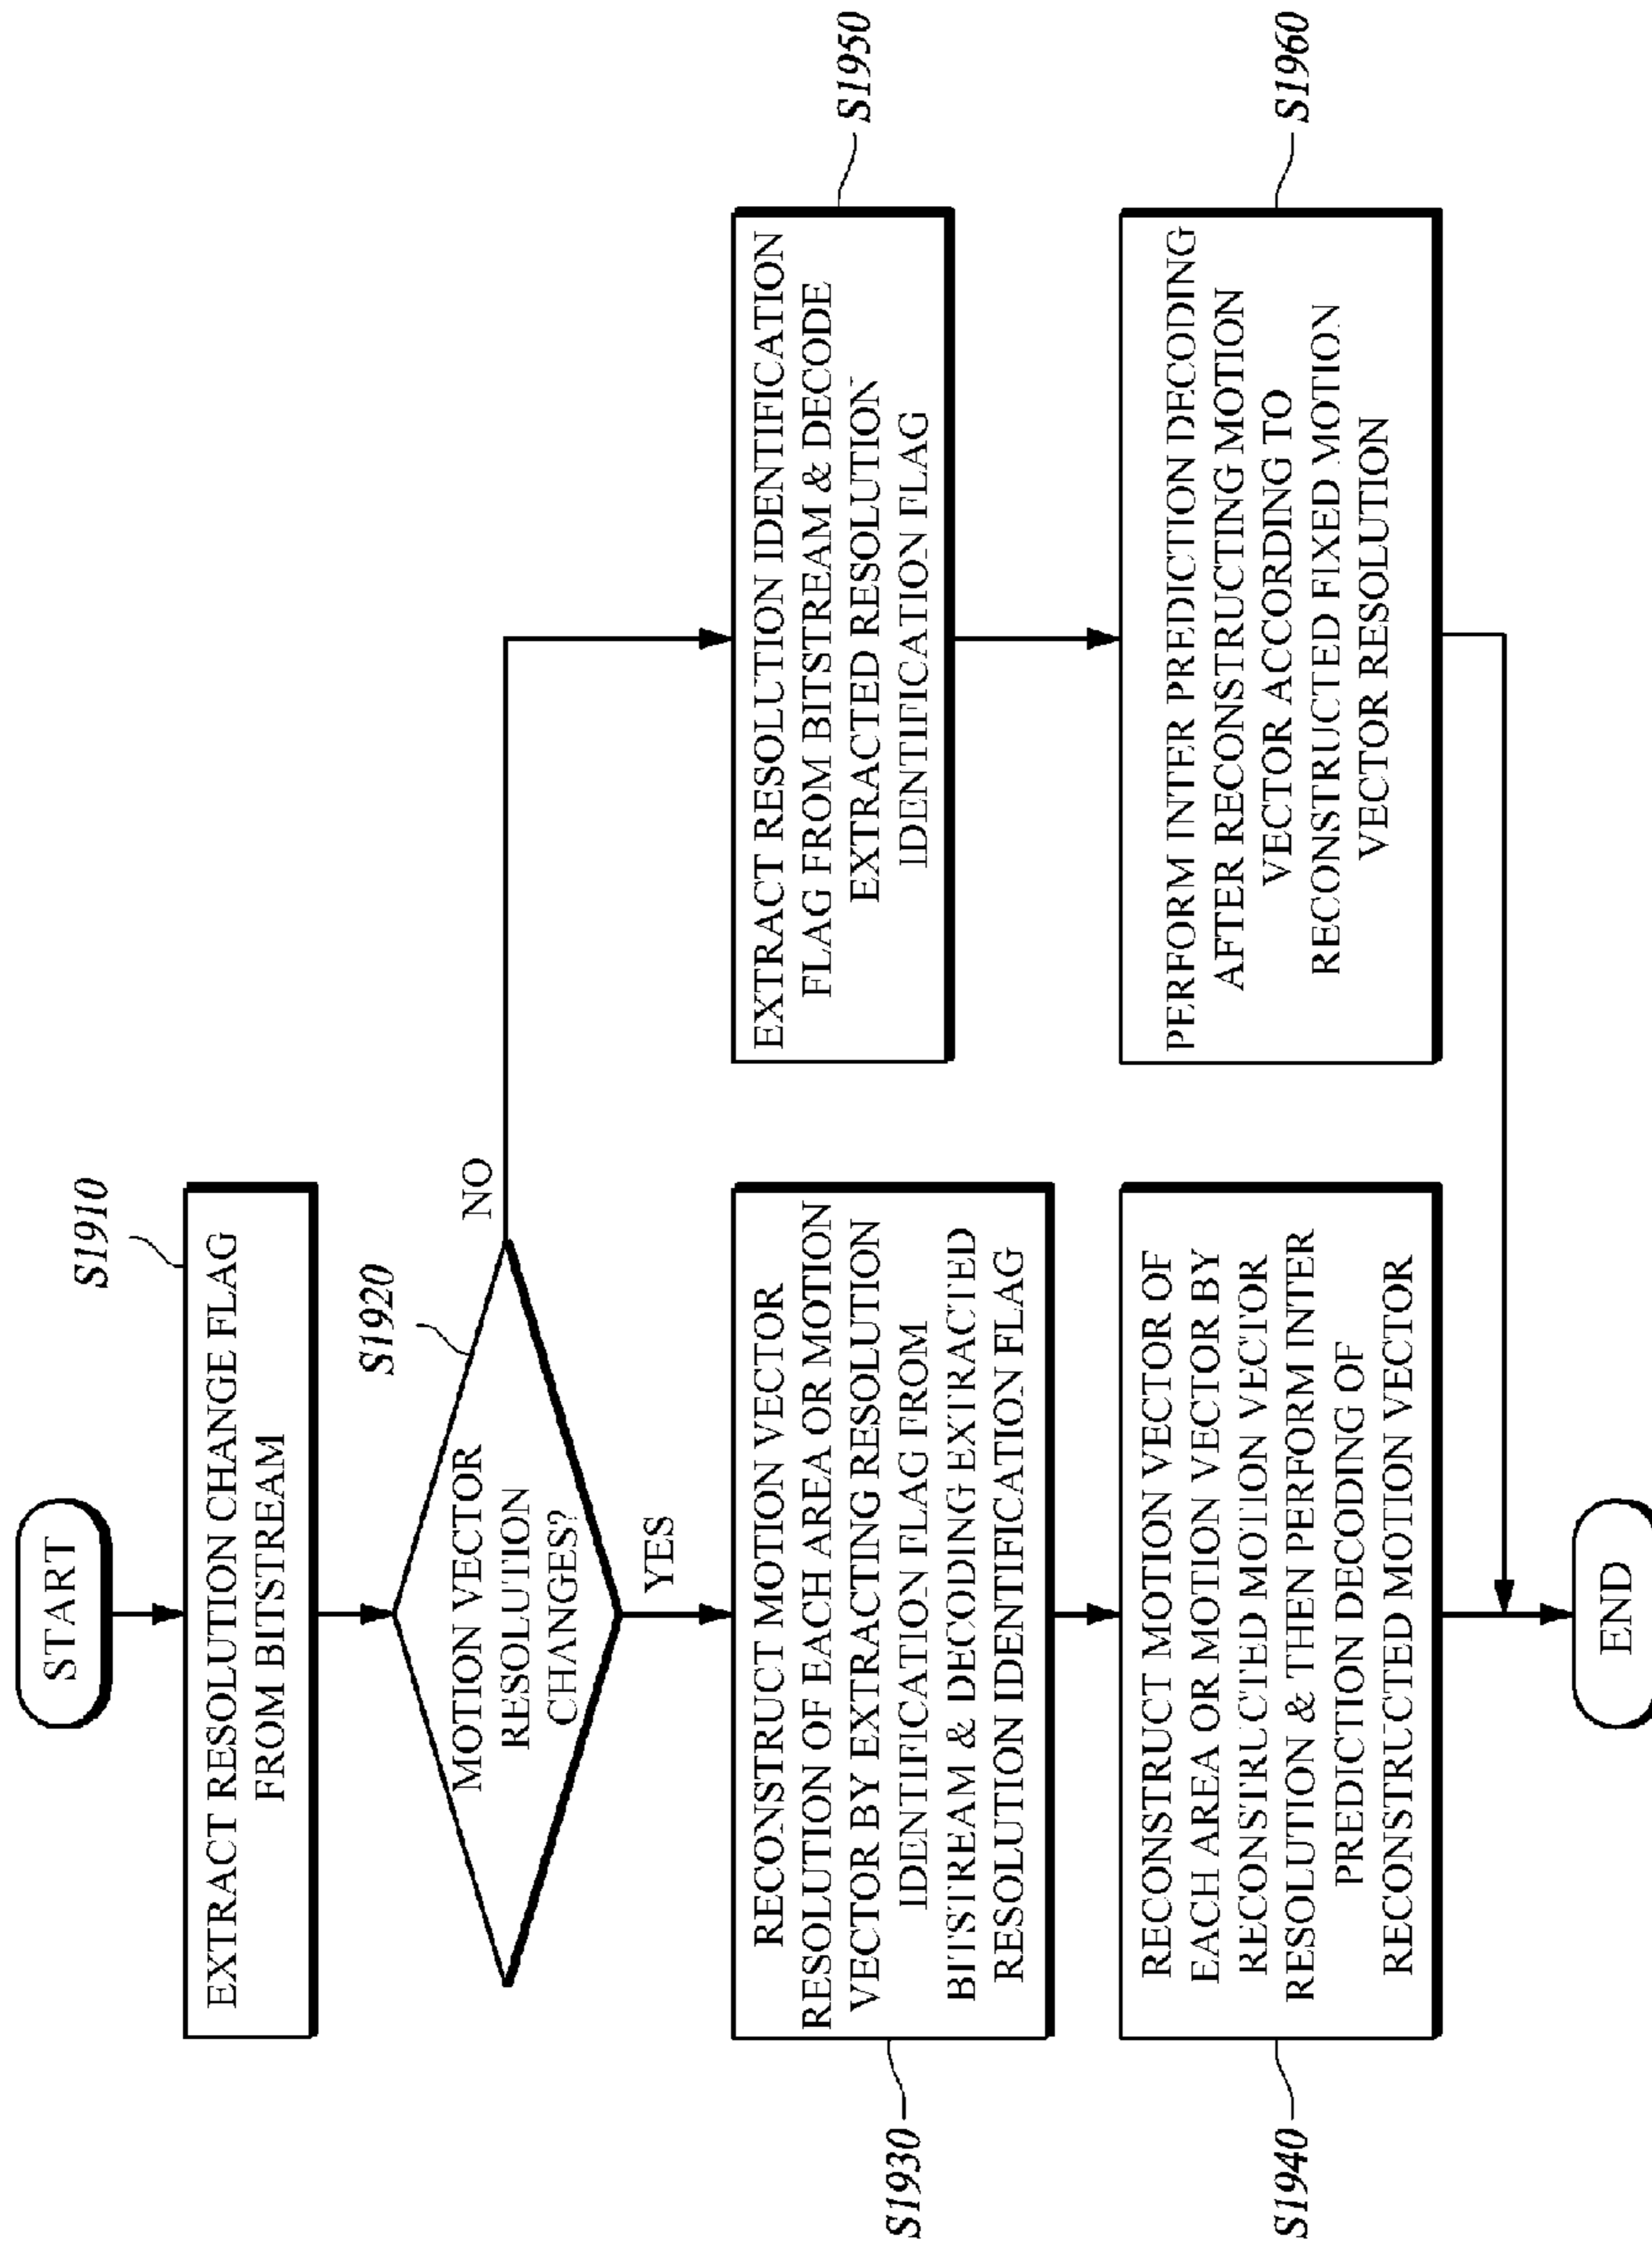 START
S1910
EXTRACT RESOLUTION CHANGE FLAG
FROM BITSTREAM
S1920
MOTION VECTOR
RESOLUTION
CHANGES?
NO
YES
RECONSTRUCT MOTION VECTOR
RESOLUTION OF EACH AREA OR MOTION
VECTOR BY EXTRACTING RESOLUTION
IDENTIFICATION FLAG FROM
BITSTREAM & DECODING EXTRACTED
RESOLUTION IDENTIFICATION FLAG
S1930
RECONSTRUCT MOTION VECTOR OF
EACH AREA OR MOTION VECTOR BY
RECONSTRUCTED MOTION VECTOR
RESOLUTION & THEN PERFORM INTER
PREDICTION DECODING OF
RECONSTRUCTED MOTION VECTOR
S1940
EXTRACT RESOLUTION IDENTIFICATION
FLAG FROM BITSTREAM & DECODE
EXTRACTED RESOLUTION
IDENTIFICATION FLAG
S1950
PERFORM INTER PREDICTION DECODING
AFTER RECONSTRUCTING MOTION
VECTOR ACCORDING TO
RECONSTRUCTED FIXED MOTION
VECTOR RESOLUTION
S1960
END